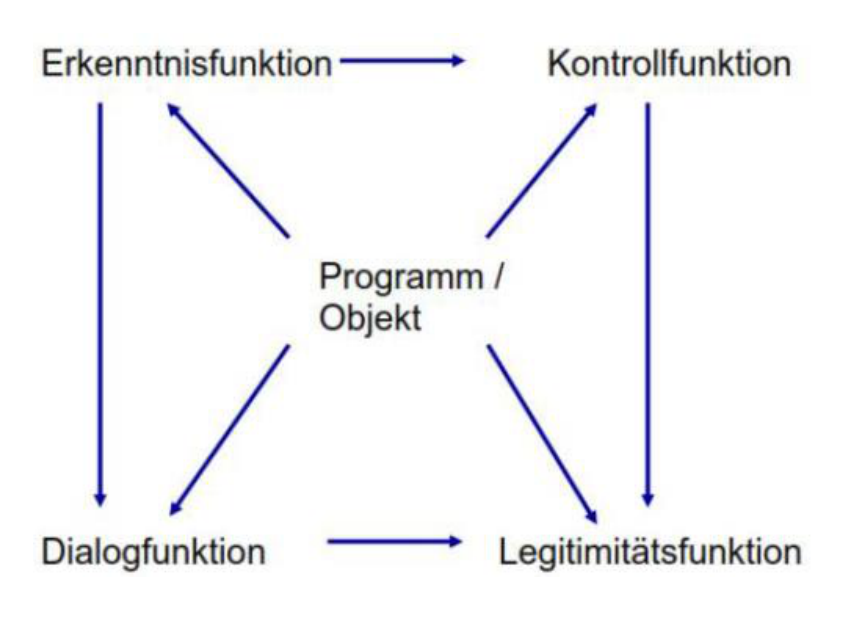 Erkenntnisfunktion
Kontrollfunktion
Programm /
Objekt
Dialogfunktion
Legitimitätsfunktion